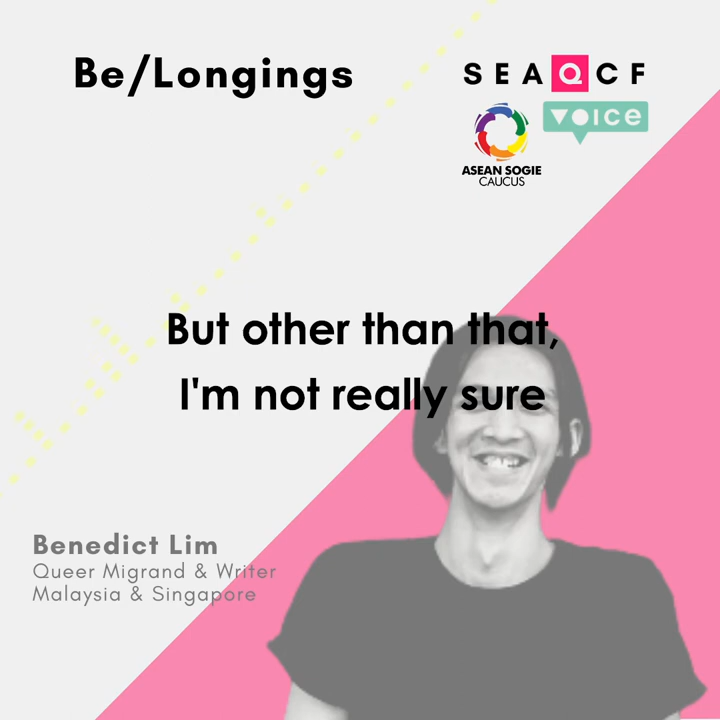 Be/Longings
SEAQCF
VOICE
ASEAN SOGIE
CAUCUS
But other than that,
I'm not really sure
Benedict Lim
Queer Migrand & Writer
Malaysia & Singapore